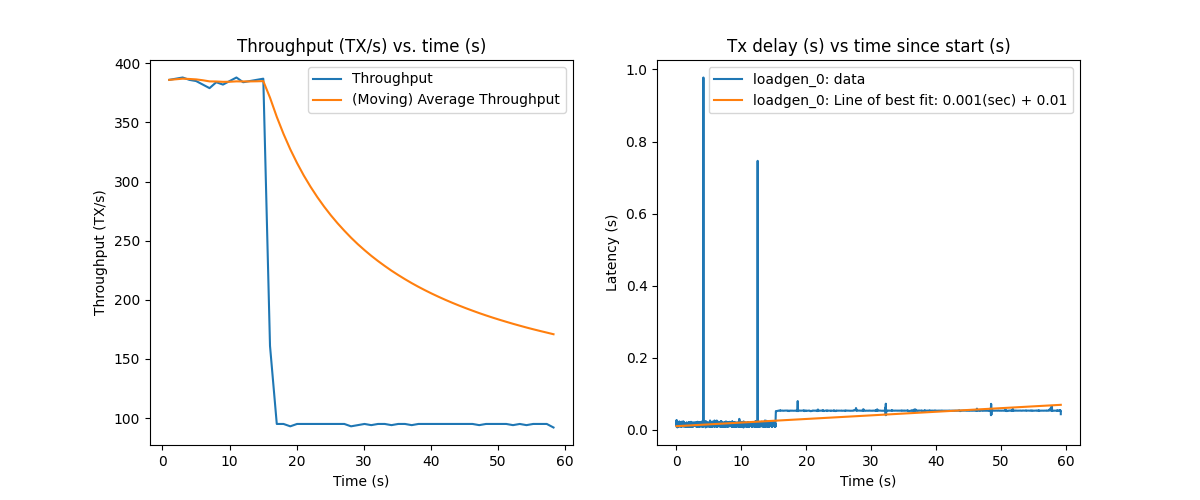 Throughput (TX/s) vs. time (s)
Throughput (TX/s)
400
350
300
250
200
150
100
Throughput
(Moving) Average Throughput
0 10 20 30 40 50 60
Time (s)
Tx delay (s) vs time since start (s)
Latency (s)
1.0
0.8
0.6
0.4
0.2
0.0
loadgen_0: data
loadgen_0: Line of best fit: 0.001(sec) + 0.01
0 10 20 30 40 50 60
Time (s)